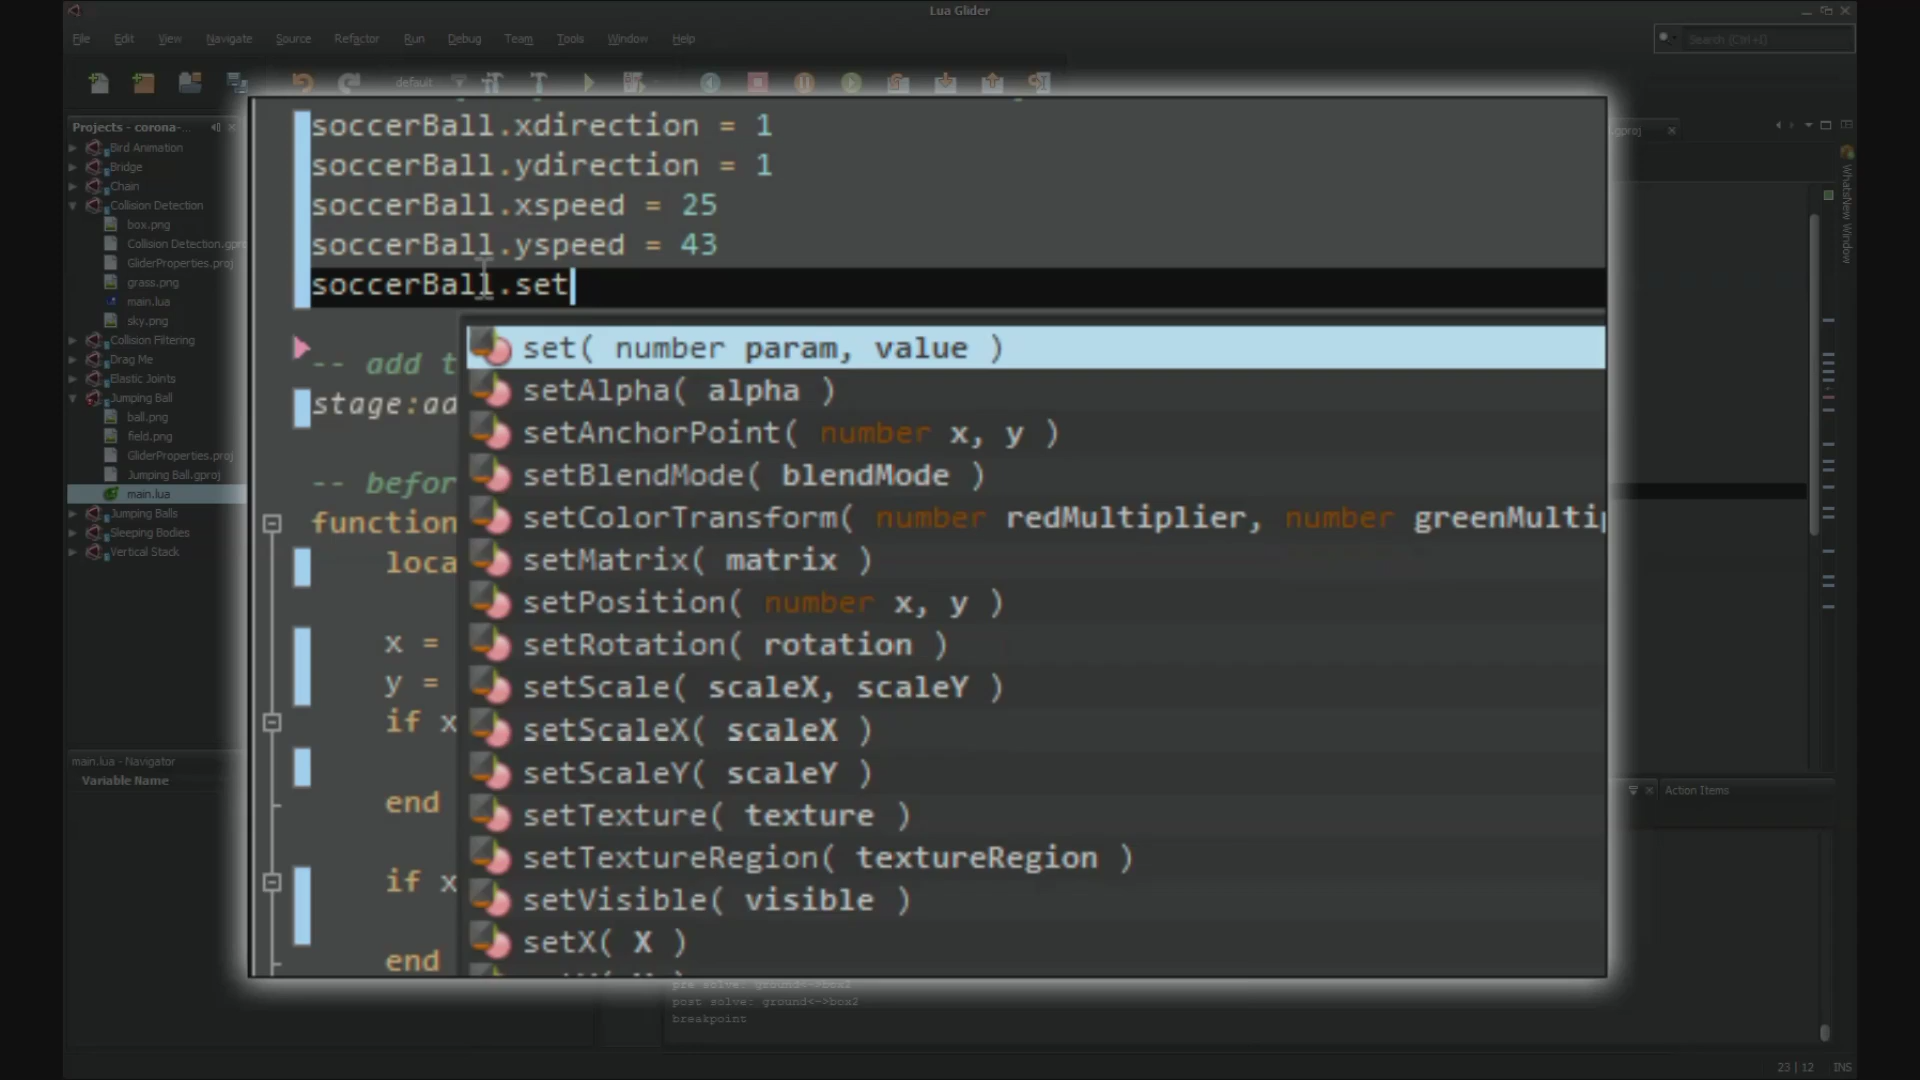 Lua Glider
File Edit View Navigate Source Refactor Run Debug Team Tools Window Help
Search (Ctrl+I)
default
Projects - corona-...
Bird Animation
Bridge
Chain
Collision Detection
box.png
Collision Detection.gpro
GliderProperties.proj
grass.png
main.lua
sky.png
Collision Filtering
Drag Me
Elastic Joints
Jumping Ball
ball.png
field.png
GliderProperties.proj
Jumping Ball.gproj
main.lua
Jumping Balls
Sleeping Bodies
Vertical Stack
main.lua - Navigator
Variable Name
soccerBall.xdirection = 1
soccerBall.ydirection = 1
soccerBall.xspeed = 25
soccerBall.yspeed = 43
soccerBall.set
-- add t
stage:ad
-- befor
function
loca
x =
y =
if x
end
if x
end
set( number param, value )
setAlpha( alpha )
setAnchorPoint( number x, y )
setBlendMode( blendMode )
setColorTransform( number redMultiplier, number greenMultip
setMatrix( matrix )
setPosition( number x, y )
setRotation( rotation )
setScale( scaleX, scaleY )
setScaleX( scaleX )
setScaleY( scaleY )
setTexture( texture )
setTextureRegion( textureRegion )
setVisible( visible )
setX( X )
gproj
WhatsNew Window
Action Items
pre solve: ground<->box2
post solve: ground<->box2
breakpoint
23 | 12 INS